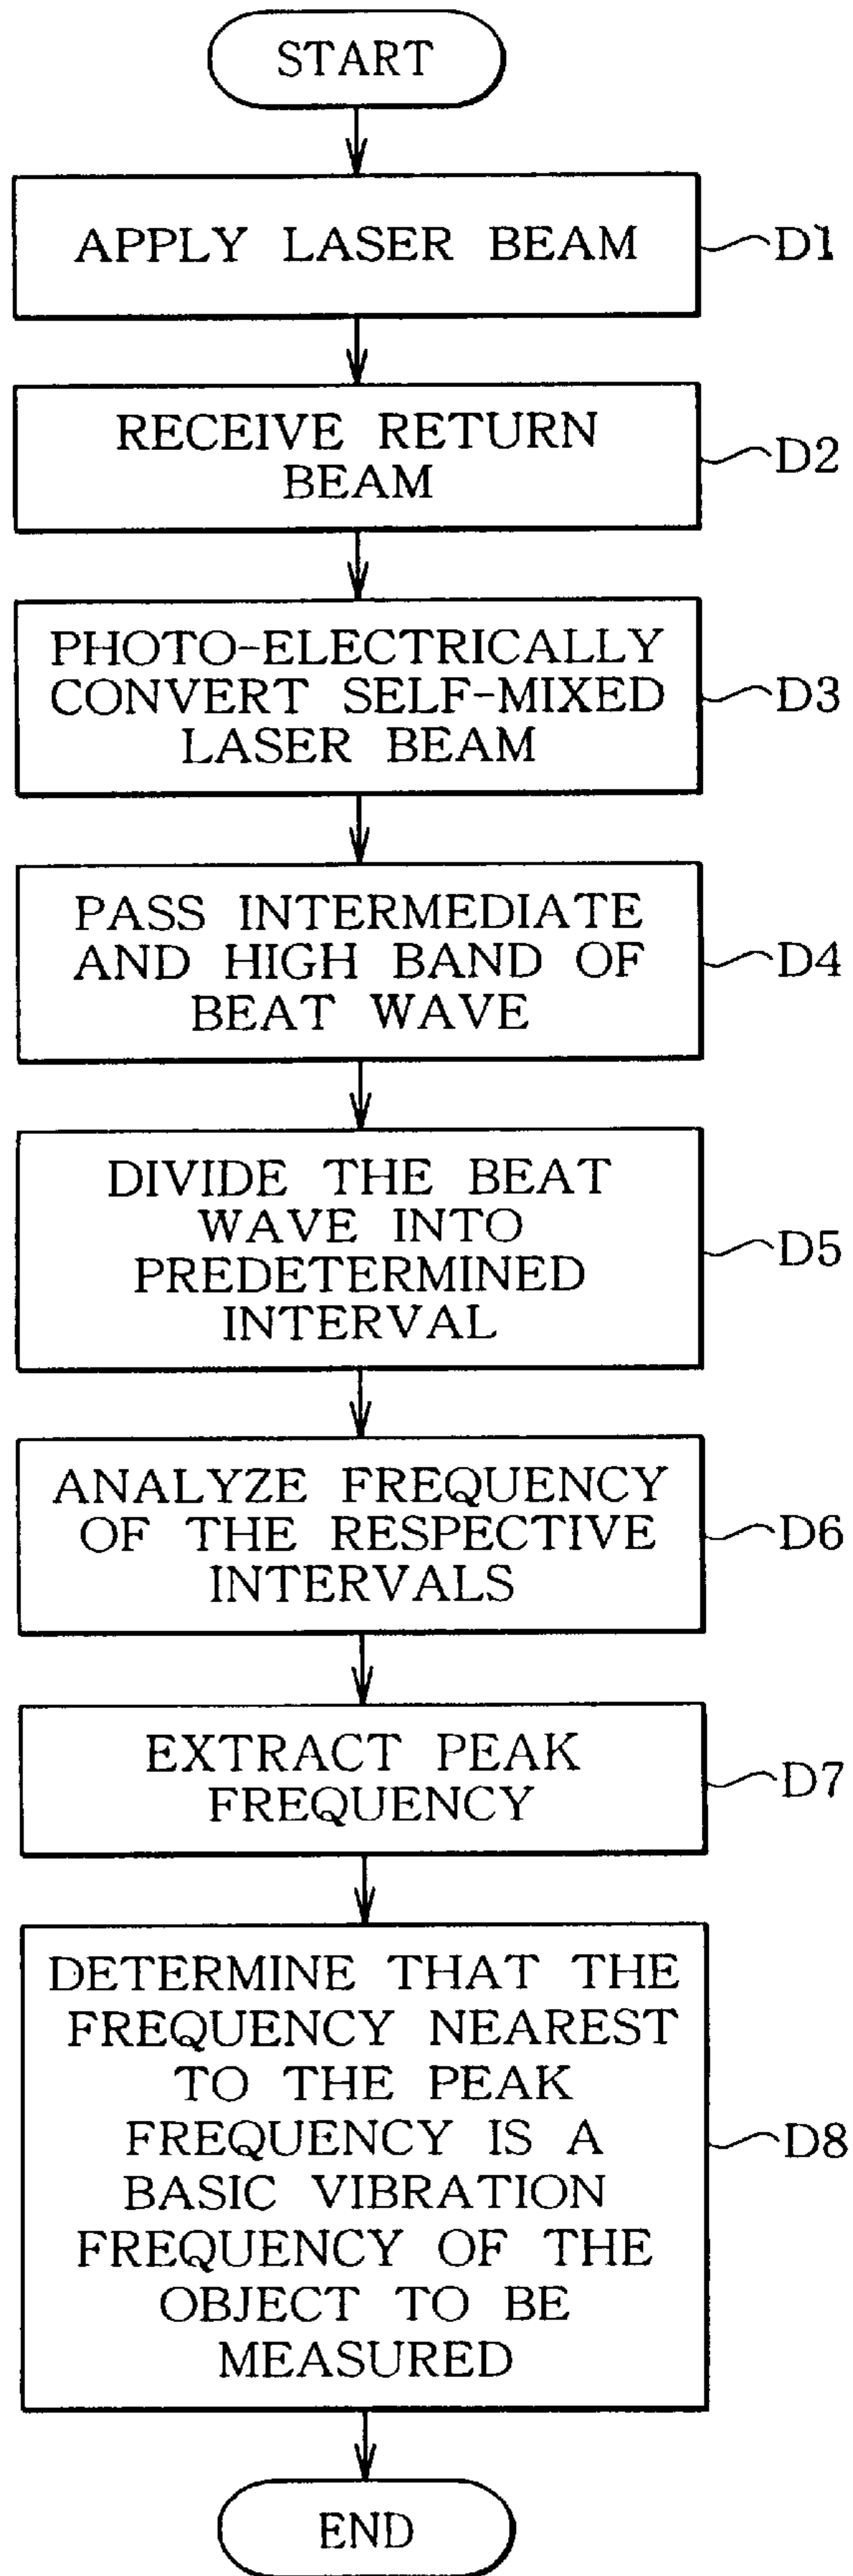 START
APPLY LASER BEAM
D1
RECEIVE RETURN
BEAM
D2
PHOTO-ELECTRICALLY
CONVERT SELF-MIXED
LASER BEAM
D3
PASS INTERMEDIATE
AND HIGH BAND OF
BEAT WAVE
D4
DIVIDE THE BEAT
WAVE INTO
PREDETERMINED
INTERVAL
D5
ANALYZE FREQUENCY
OF THE RESPECTIVE
INTERVALS
D6
EXTRACT PEAK
FREQUENCY
D7
DETERMINE THAT THE
FREQUENCY NEAREST
TO THE PEAK
FREQUENCY IS A
BASIC VIBRATION
FREQUENCY OF THE
OBJECT TO BE
MEASURED
D8
END